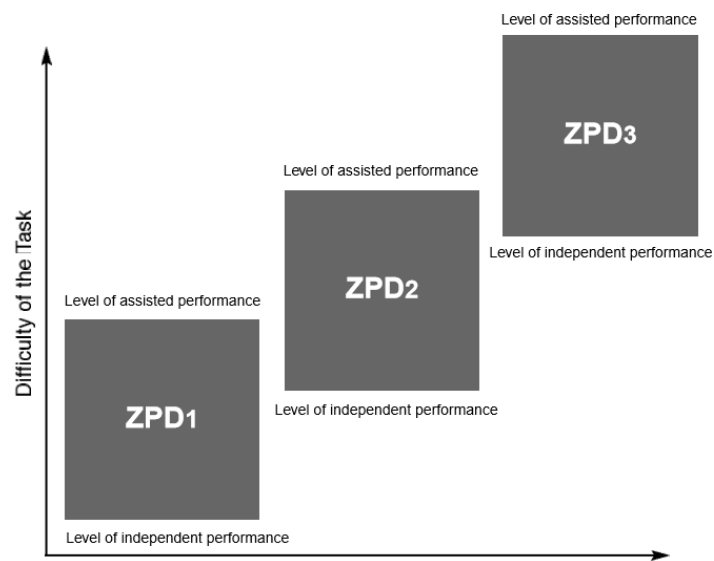 Level of assisted performance
ZPD3
Level of assisted performance
Level of independent performance
ZPD2
Level of assisted performance
Level of independent performance
ZPD1
Level of independent performance
Difficulty of the Task